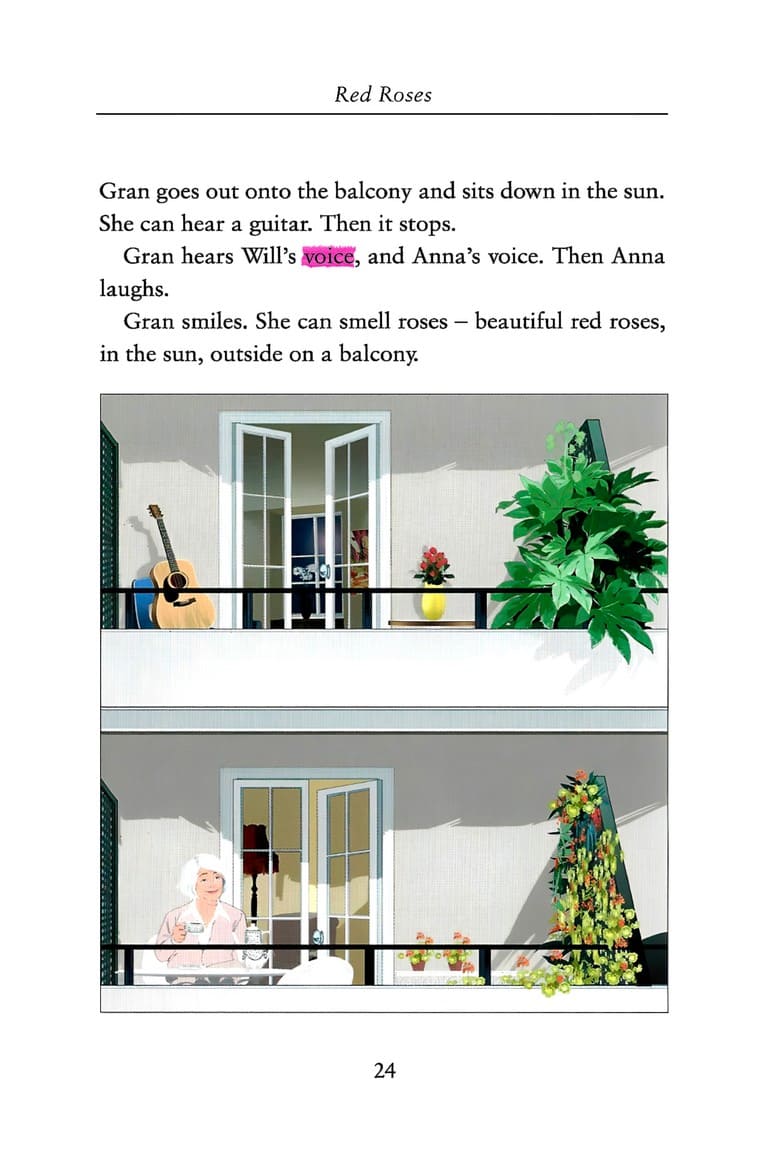 Red Roses
Gran goes out onto the balcony and sits down in the sun.
She can hear a guitar. Then it stops.
Gran hears Will’s voice, and Anna’s voice. Then Anna
laughs.
Gran smiles. She can smell roses – beautiful red roses,
in the sun, outside on a balcony.
24